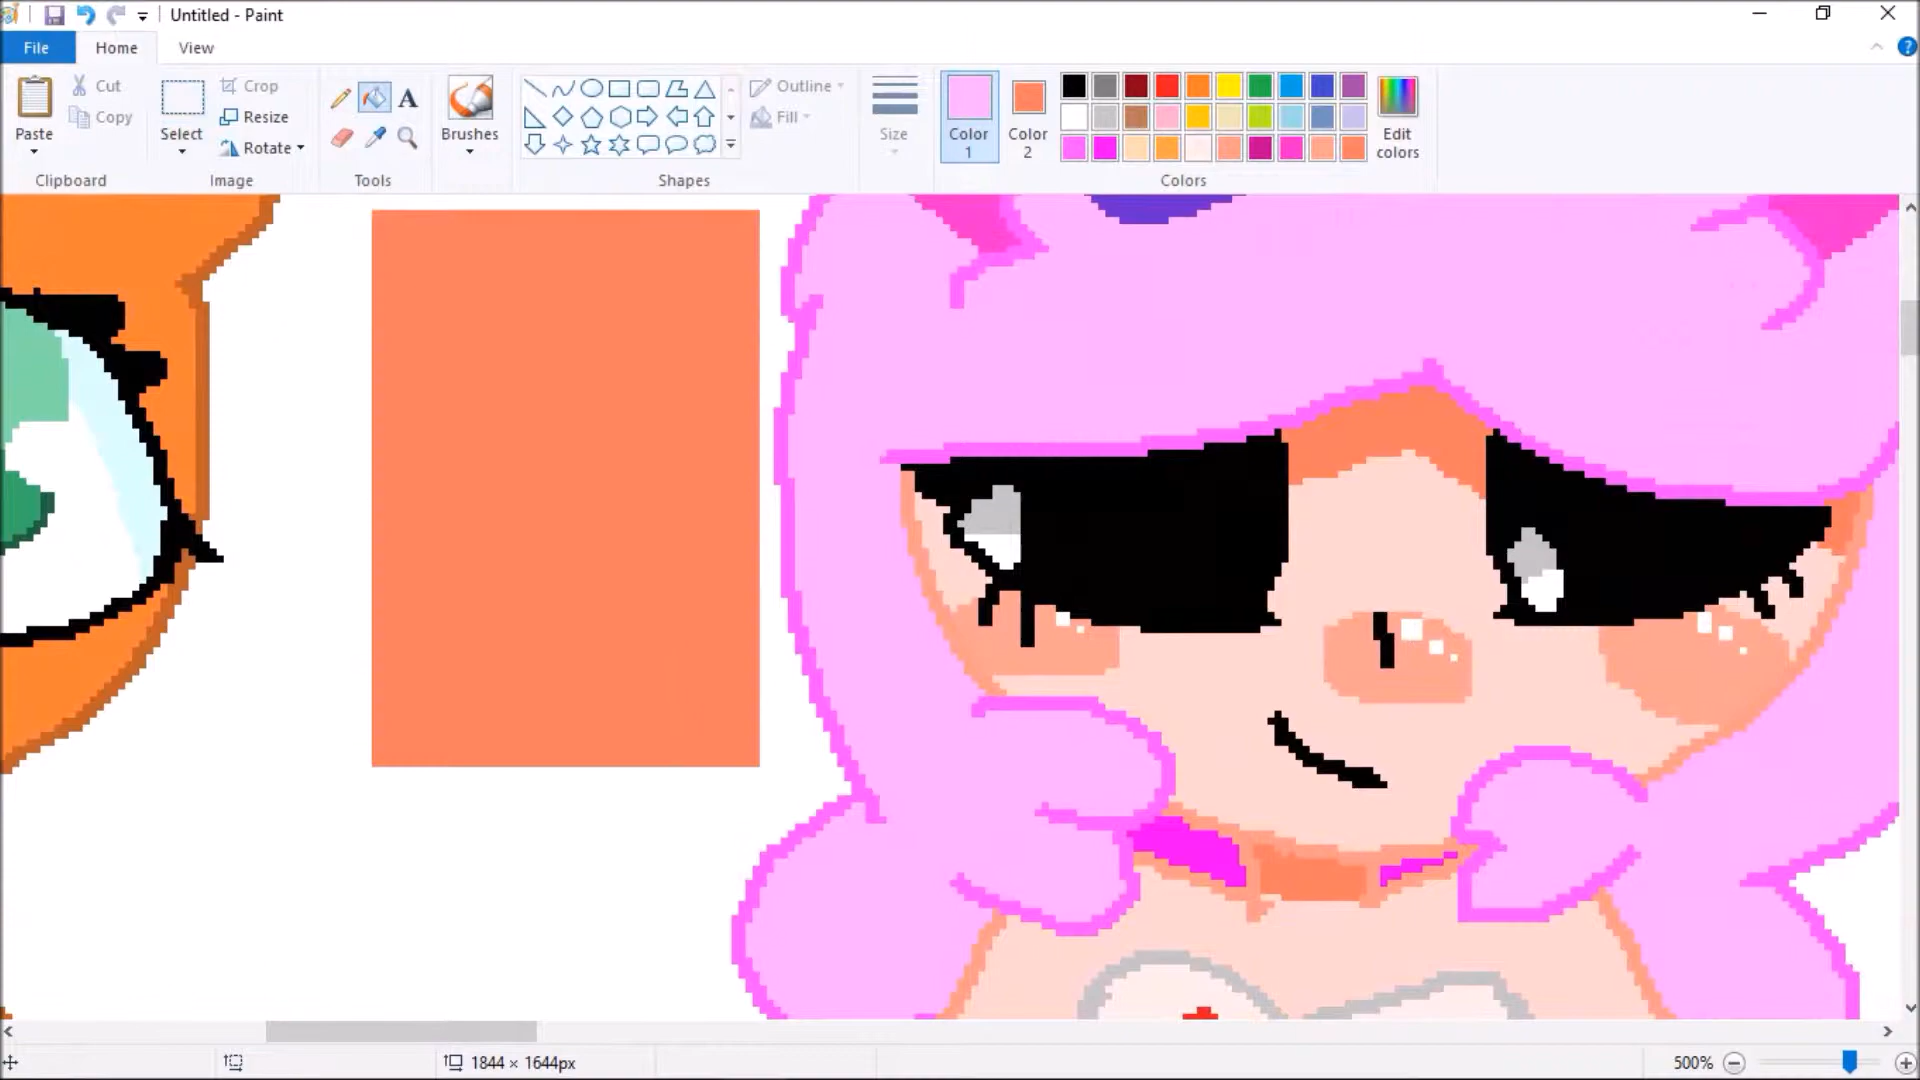 Untitled - Paint
File Home View
Paste
Cut
Copy
Clipboard
Select
Crop
Resize
Rotate
Image
A
Tools
Brushes
Shapes
Outline
Fill
Size
Color 1
Color 2
Edit colors
Colors
1844 × 1644px
500%